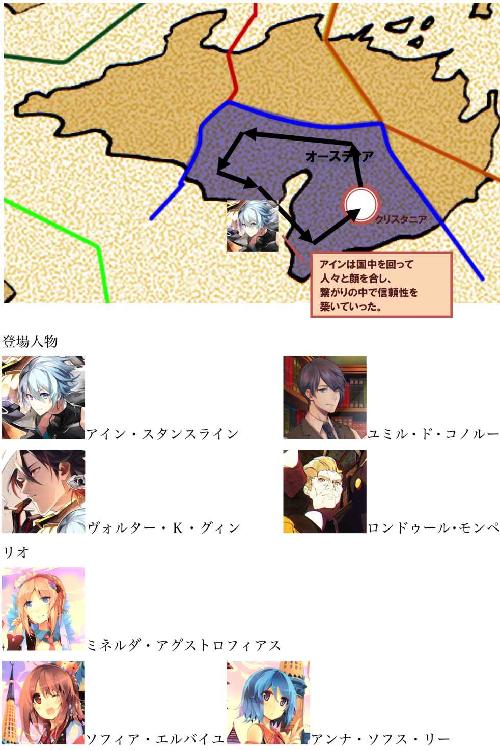 オースティア
クリスタニア
アインは国中を回って
人々と顔を合し、
繋がりの中で信頼性を
築いていった。
登場人物
アイン・スタンスライン
ユミル・ド・コノルー
ヴォルター・K・グィン
ロンドゥール・モンペ
リオ
ミネルダ・アグストロフィアス
ソフィア・エルバイユ
アンナ・ソフス・リー